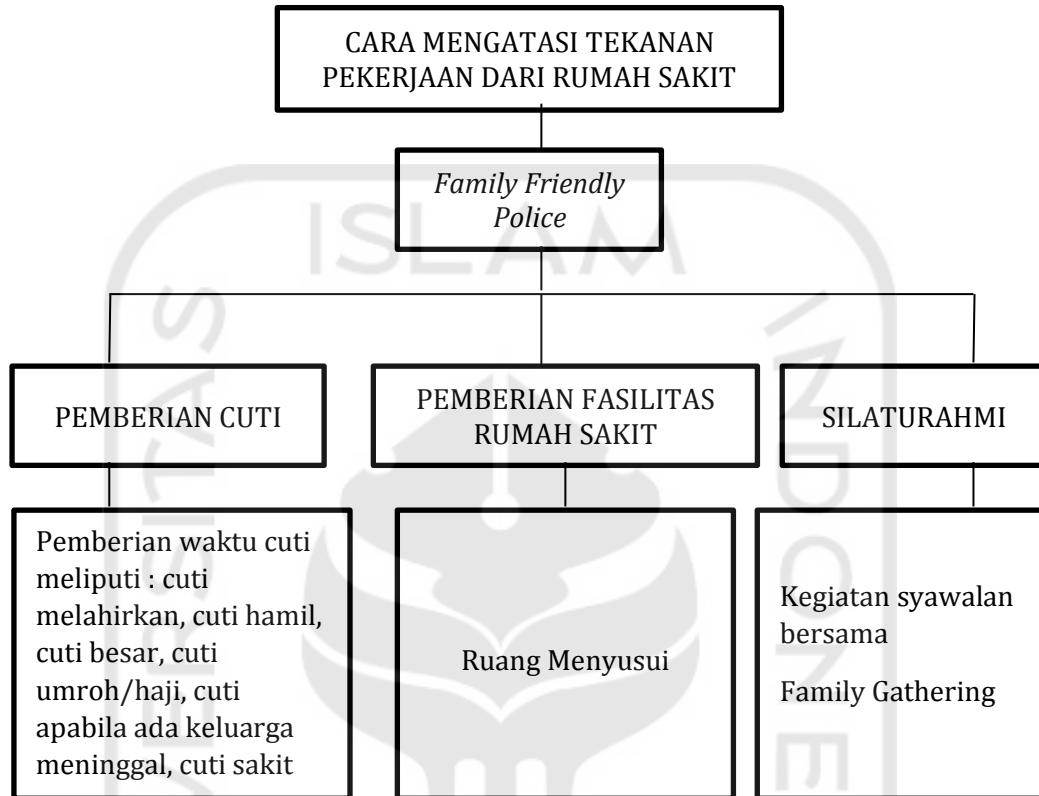 CARA MENGATASI TEKANAN
PEKERJAAN DARI RUMAH SAKIT
Family Friendly
Police
PEMBERIAN CUTI
PEMBERIAN FASILITAS
RUMAH SAKIT
SILATURAHMI
Pemberian waktu cuti
meliputi : cuti
melahirkan, cuti hamil,
cuti besar, cuti
umroh/haji, cuti
apabila ada keluarga
meninggal, cuti sakit
Ruang Menyusui
Kegiatan syawalan
bersama
Family Gathering
ISLAM